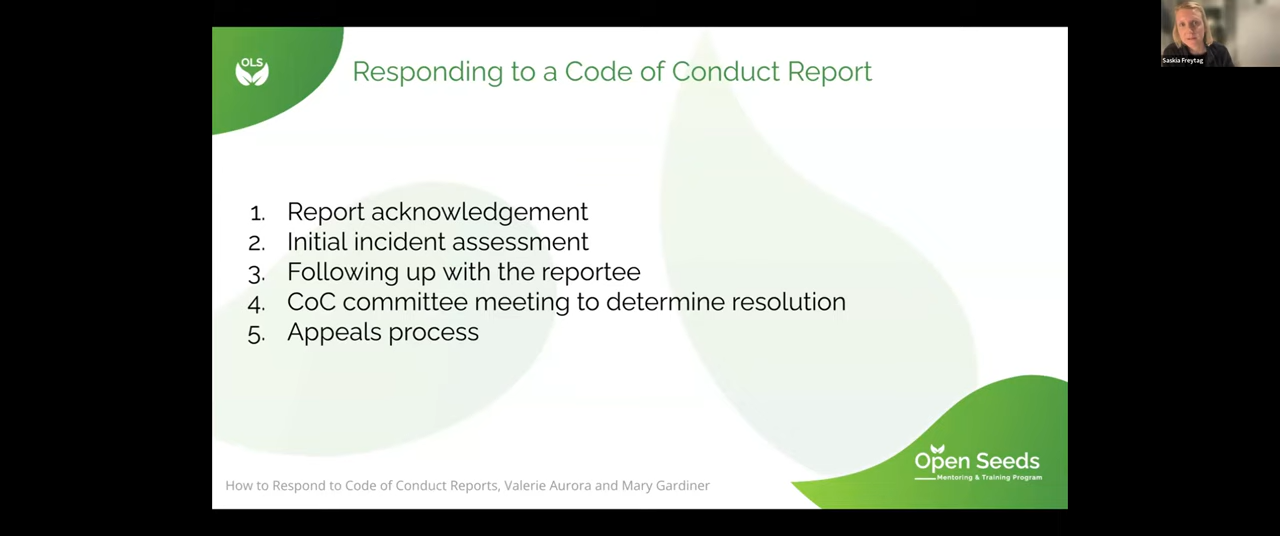 OLS
Responding to a Code of Conduct Report
Saskia Freytag
1. Report acknowledgement
2. Initial incident assessment
3. Following up with the reportee
4. CoC committee meeting to determine resolution
5. Appeals process
Open Seeds
Mentoring & Training Program
How to Respond to Code of Conduct Reports, Valerie Aurora and Mary Gardiner